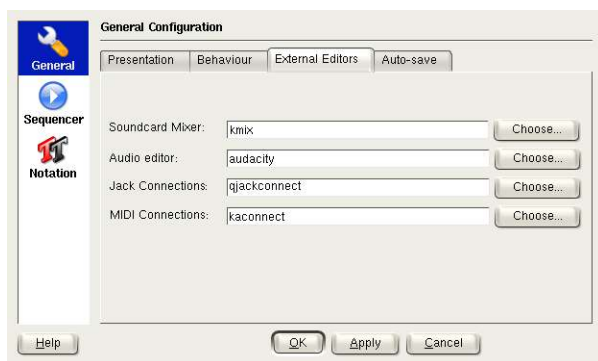 General Configuration
General
Sequencer
Notation
Presentation Behaviour External Editors Auto-save
Soundcard Mixer: kmix Choose...
Audio editor: audacity Choose...
Jack Connections: qjackconnect Choose...
MIDI Connections: kaconnect Choose...
Help OK Apply Cancel